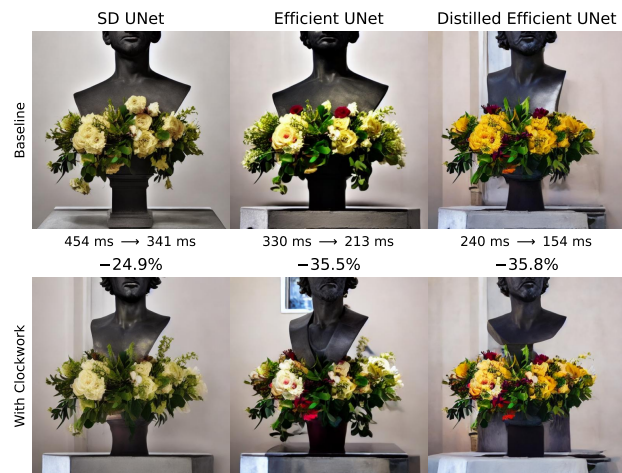 SD UNet
Efficient UNet
Distilled Efficient UNet
Baseline
454 ms ⟶ 341 ms
330 ms ⟶ 213 ms
240 ms ⟶ 154 ms
−24.9%
−35.5%
−35.8%
With Clockwork